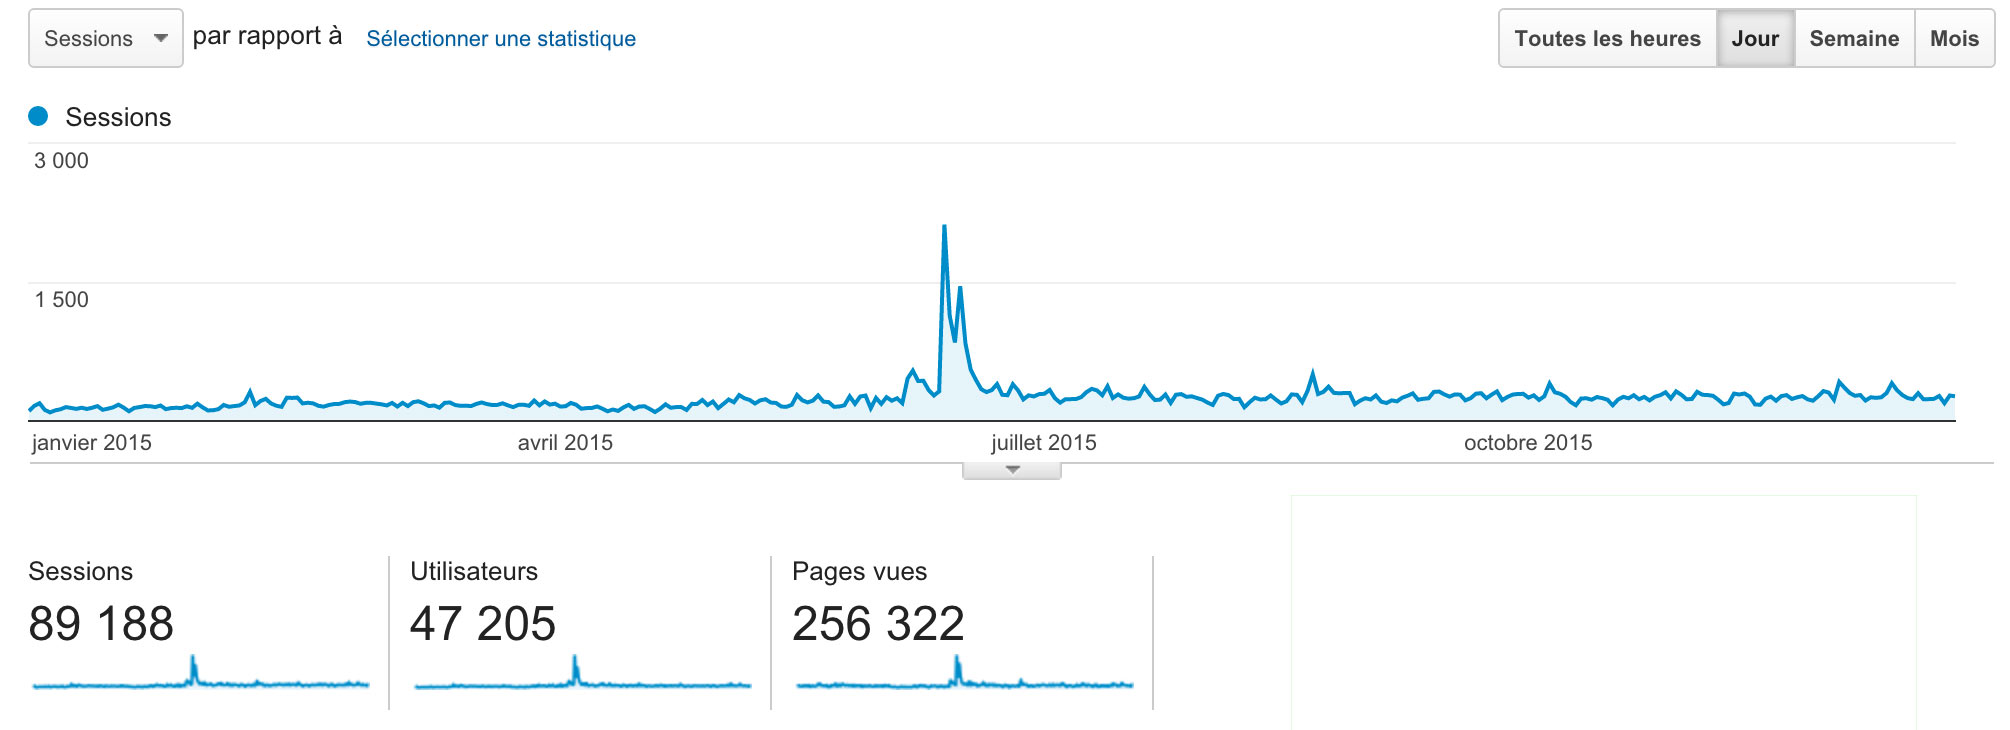 Sessions par rapport à Sélectionner une statistique Toutes les heures Jour Semaine Mois
Sessions
3 000
1 500
janvier 2015 avril 2015 juillet 2015 octobre 2015
Sessions Utilisateurs Pages vues
89 188 47 205 256 322